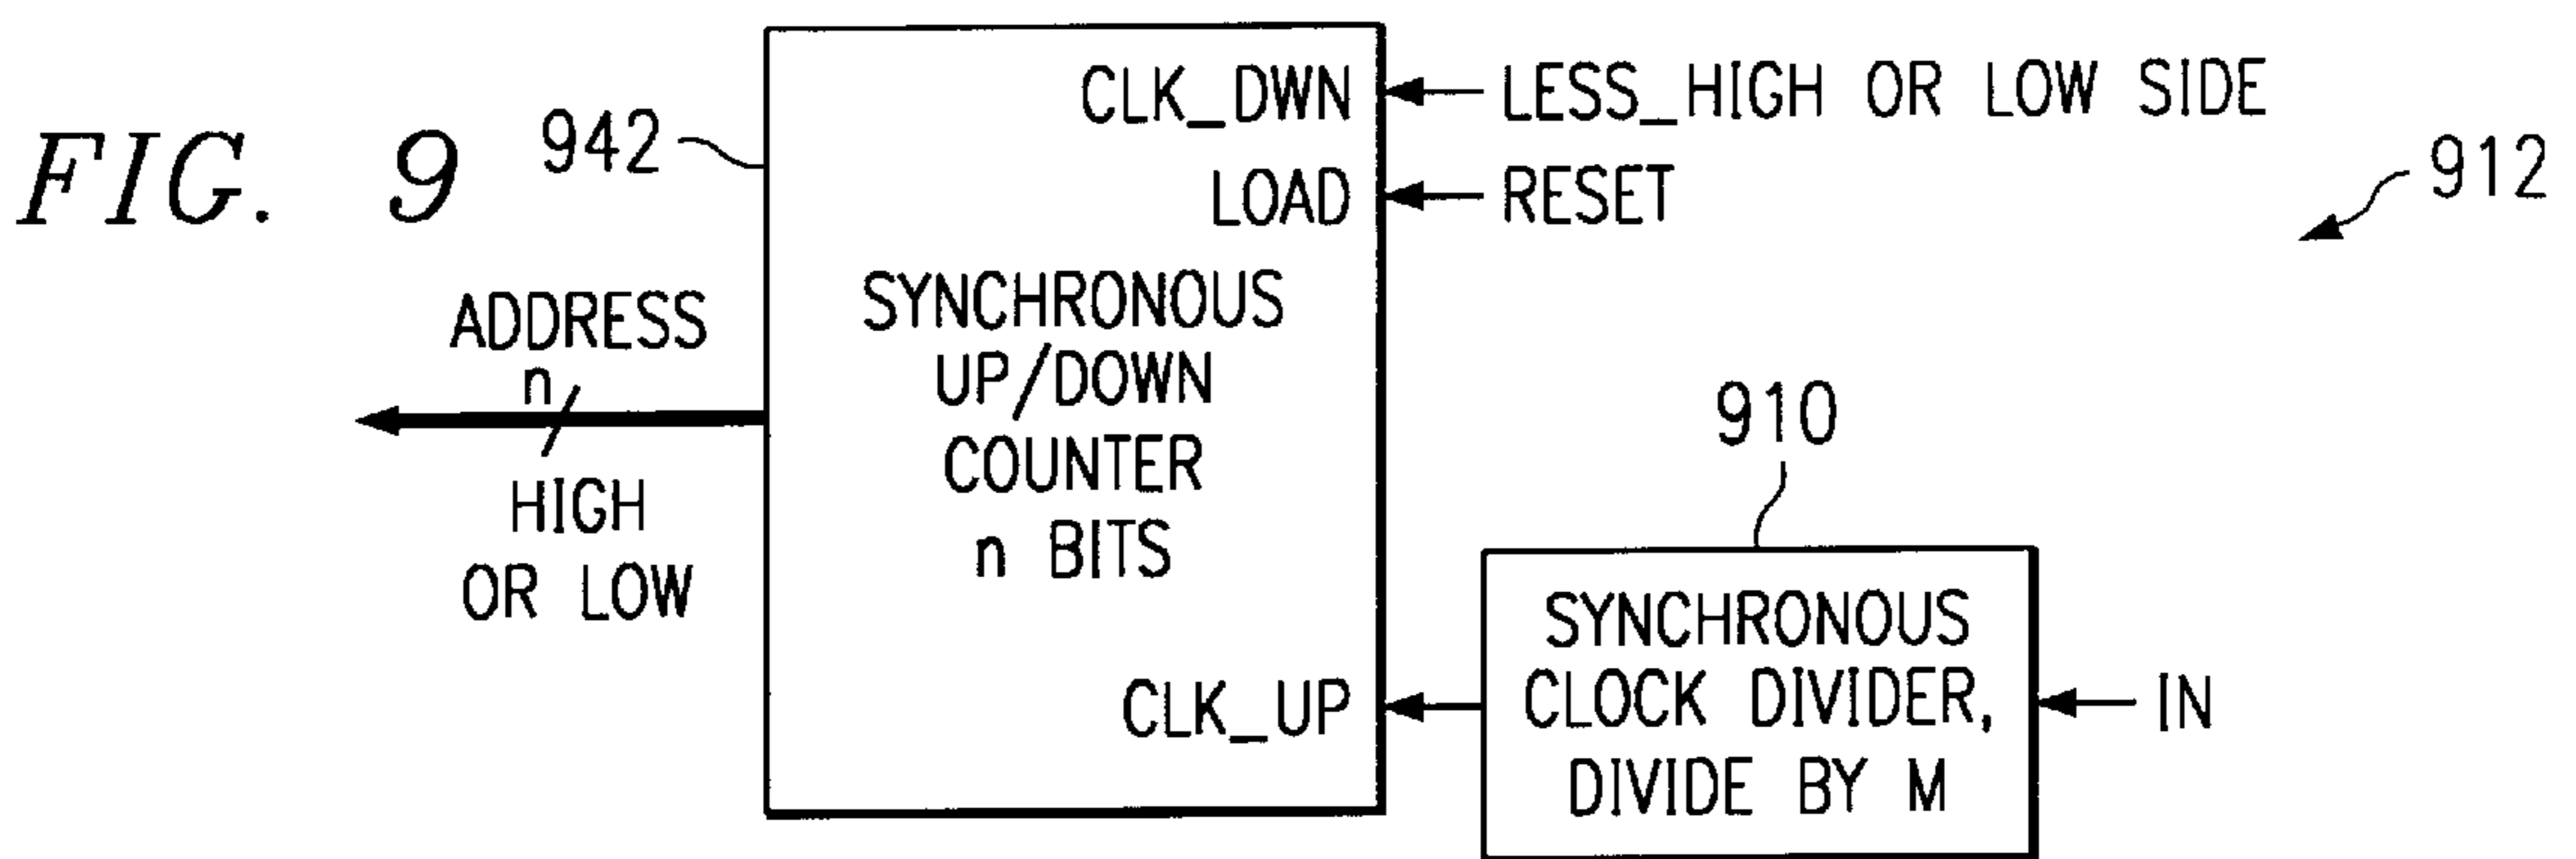 FIG. 9
942
CLK_DWN
LESS_HIGH OR LOW SIDE
LOAD
RESET
912
ADDRESS
n
HIGH
OR LOW
SYNCHRONOUS
UP/DOWN
COUNTER
n BITS
CLK_UP
910
SYNCHRONOUS
CLOCK DIVIDER,
DIVIDE BY M
IN